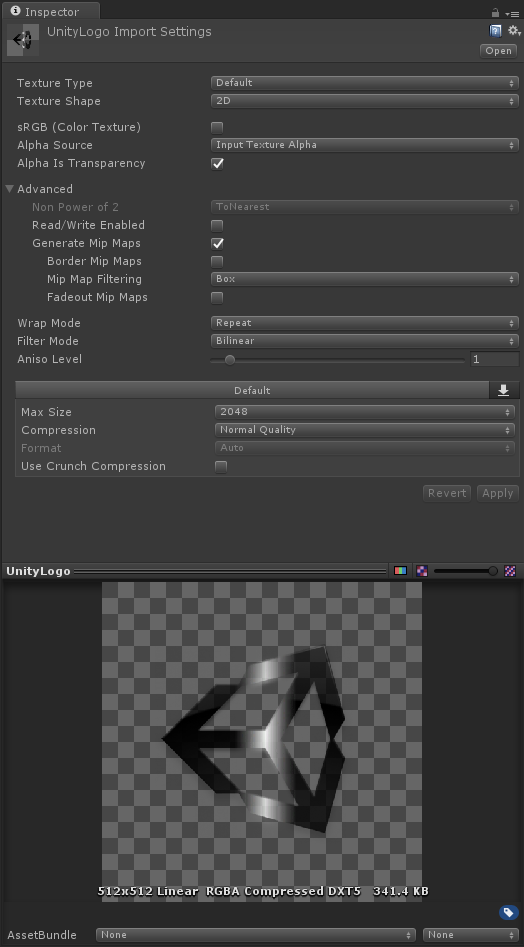 Inspector
UnityLogo Import Settings
Open
Texture Type Default
Texture Shape 2D
sRGB (Color Texture)
Alpha Source Input Texture Alpha
Alpha Is Transparency
Advanced
Non Power of 2 ToNearest
Read/Write Enabled
Generate Mip Maps
Border Mip Maps
Mip Map Filtering Box
Fadeout Mip Maps
Wrap Mode Repeat
Filter Mode Bilinear
Aniso Level 1
Default
Max Size 2048
Compression Normal Quality
Format Auto
Use Crunch Compression
Revert Apply
UnityLogo
512x512 Linear RGBA Compressed DXT5 341.4 KB
AssetBundle None None